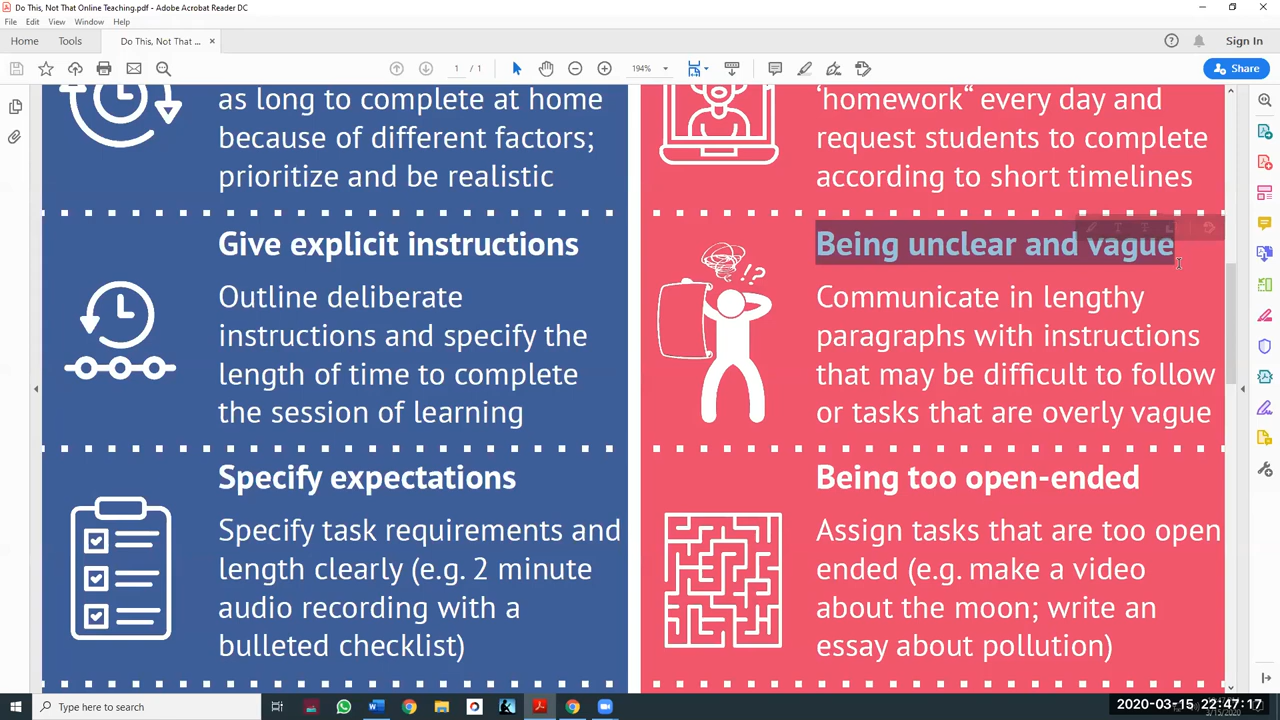 Do This, Not That Online Teaching.pdf - Adobe Acrobat Reader DC
File Edit View Window Help
Home Tools Do This, Not That ... × Sign In
1 / 1 194% Share
as long to complete at home
because of different factors;
prioritize and be realistic
‘homework“ every day and
request students to complete
according to short timelines
Give explicit instructions
Outline deliberate
instructions and specify the
length of time to complete
the session of learning
Being unclear and vague
!?
Communicate in lengthy
paragraphs with instructions
that may be difficult to follow
or tasks that are overly vague
Specify expectations
Specify task requirements and
length clearly (e.g. 2 minute
audio recording with a
bulleted checklist)
Being too open-ended
Assign tasks that are too open
ended (e.g. make a video
about the moon; write an
essay about pollution)
Type here to search
2020-03-15 22:47:17